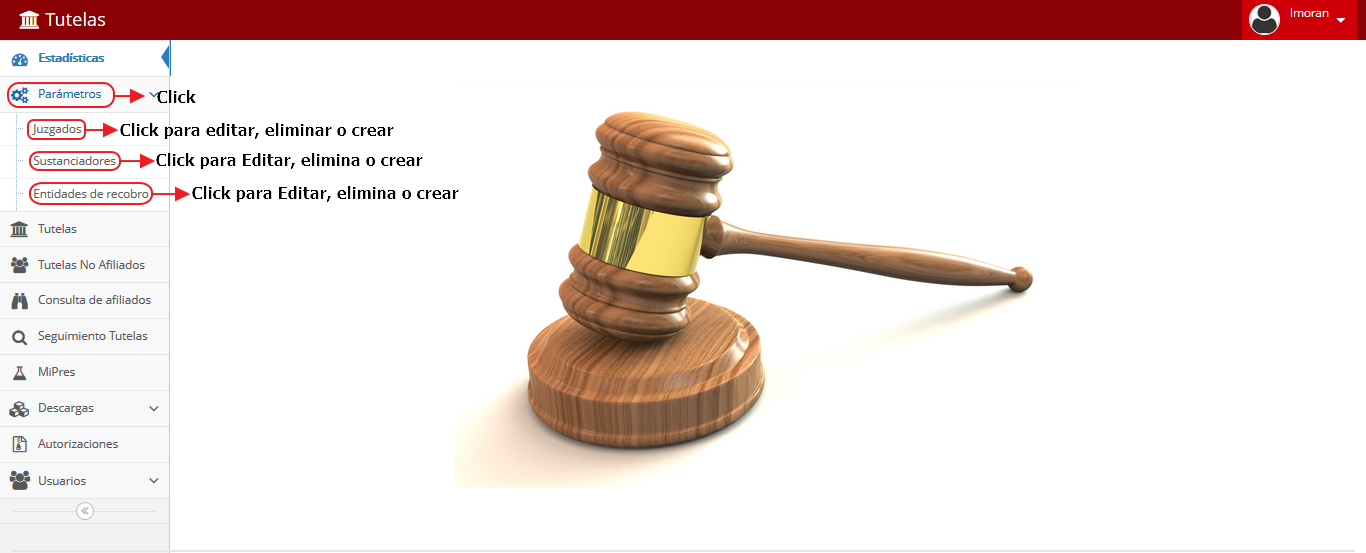 Tutelas
lmoran
Estadísticas
Parámetros Click
Juzgados Click para editar, eliminar o crear
Sustanciadores Click para Editar, elimina o crear
Entidades de recobro Click para Editar, elimina o crear
Tutelas
Tutelas No Afiliados
Consulta de afiliados
Seguimiento Tutelas
MiPres
Descargas
Autorizaciones
Usuarios